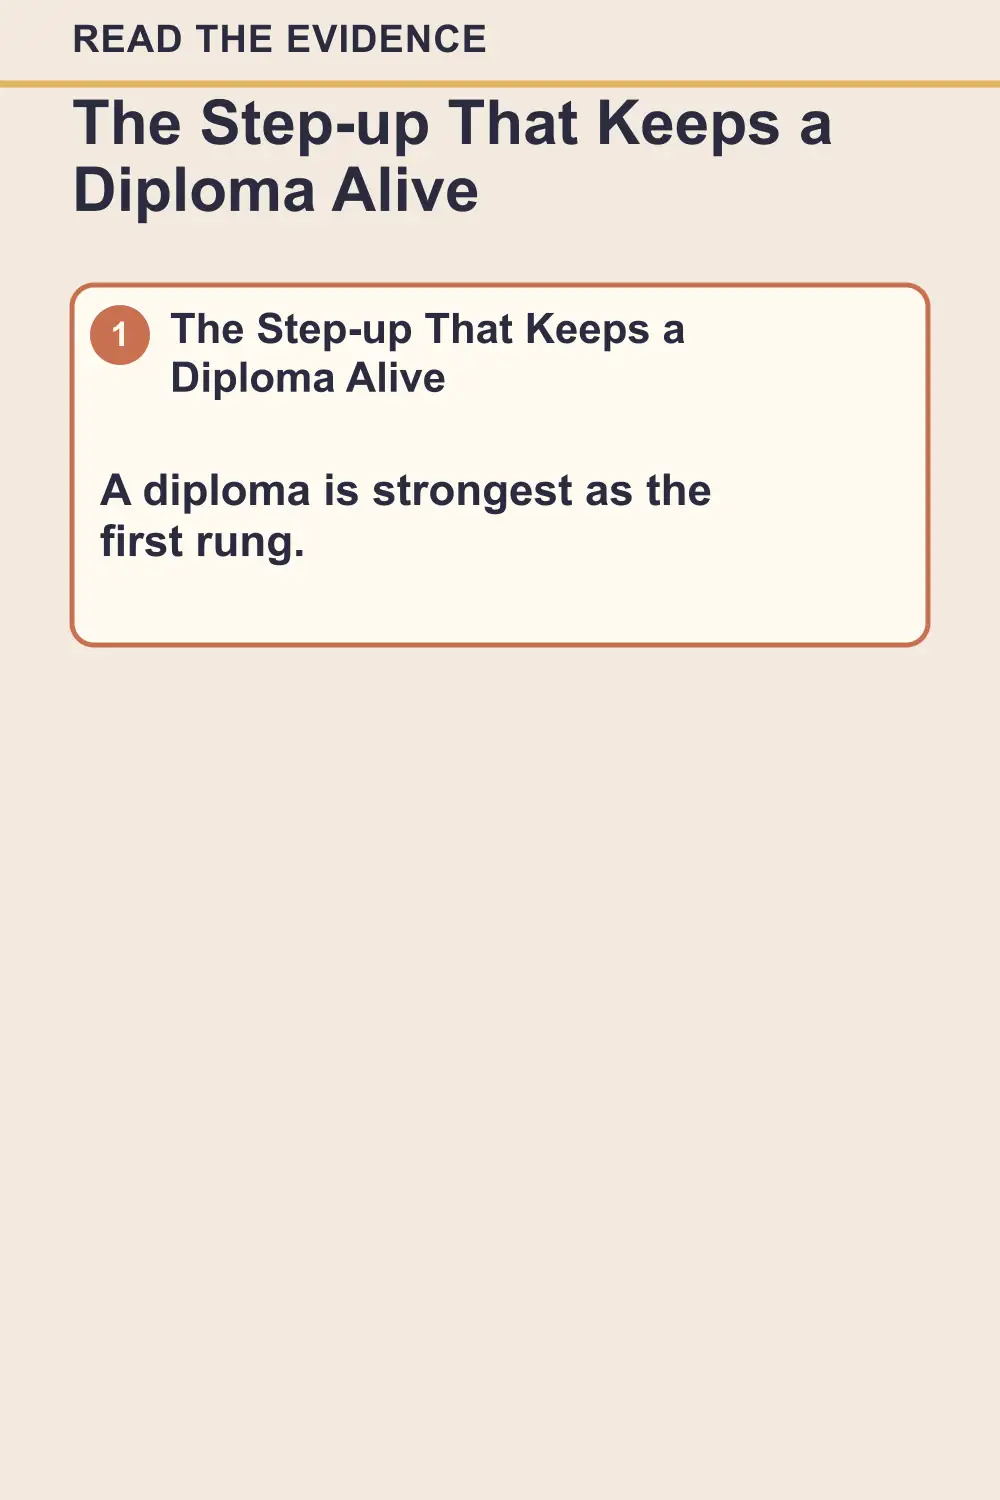 READ THE EVIDENCE
The Step-up That Keeps a
Diploma Alive
1
The Step-up That Keeps a
Diploma Alive
A diploma is strongest as the
first rung.